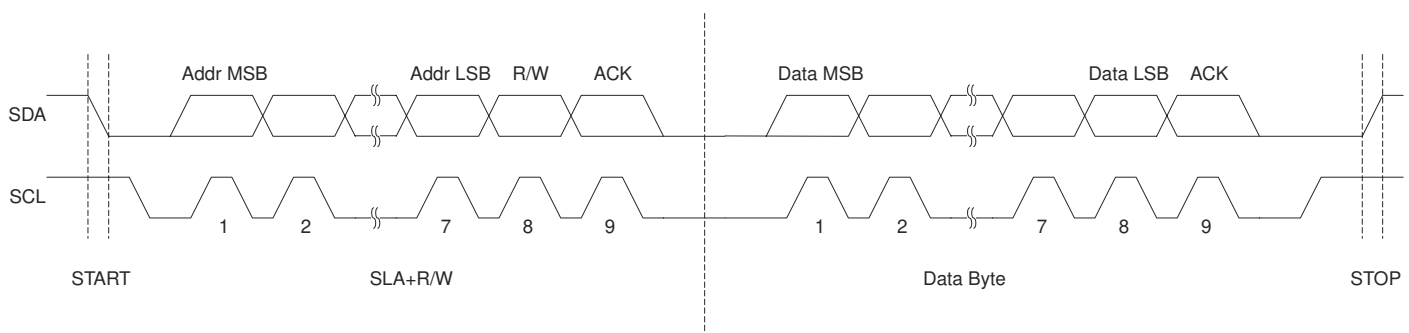 Addr MSB Addr LSB R/W ACK Data MSB Data LSB ACK
SDA
SCL
1 2 7 8 9 1 2 7 8 9
START SLA+R/W Data Byte STOP